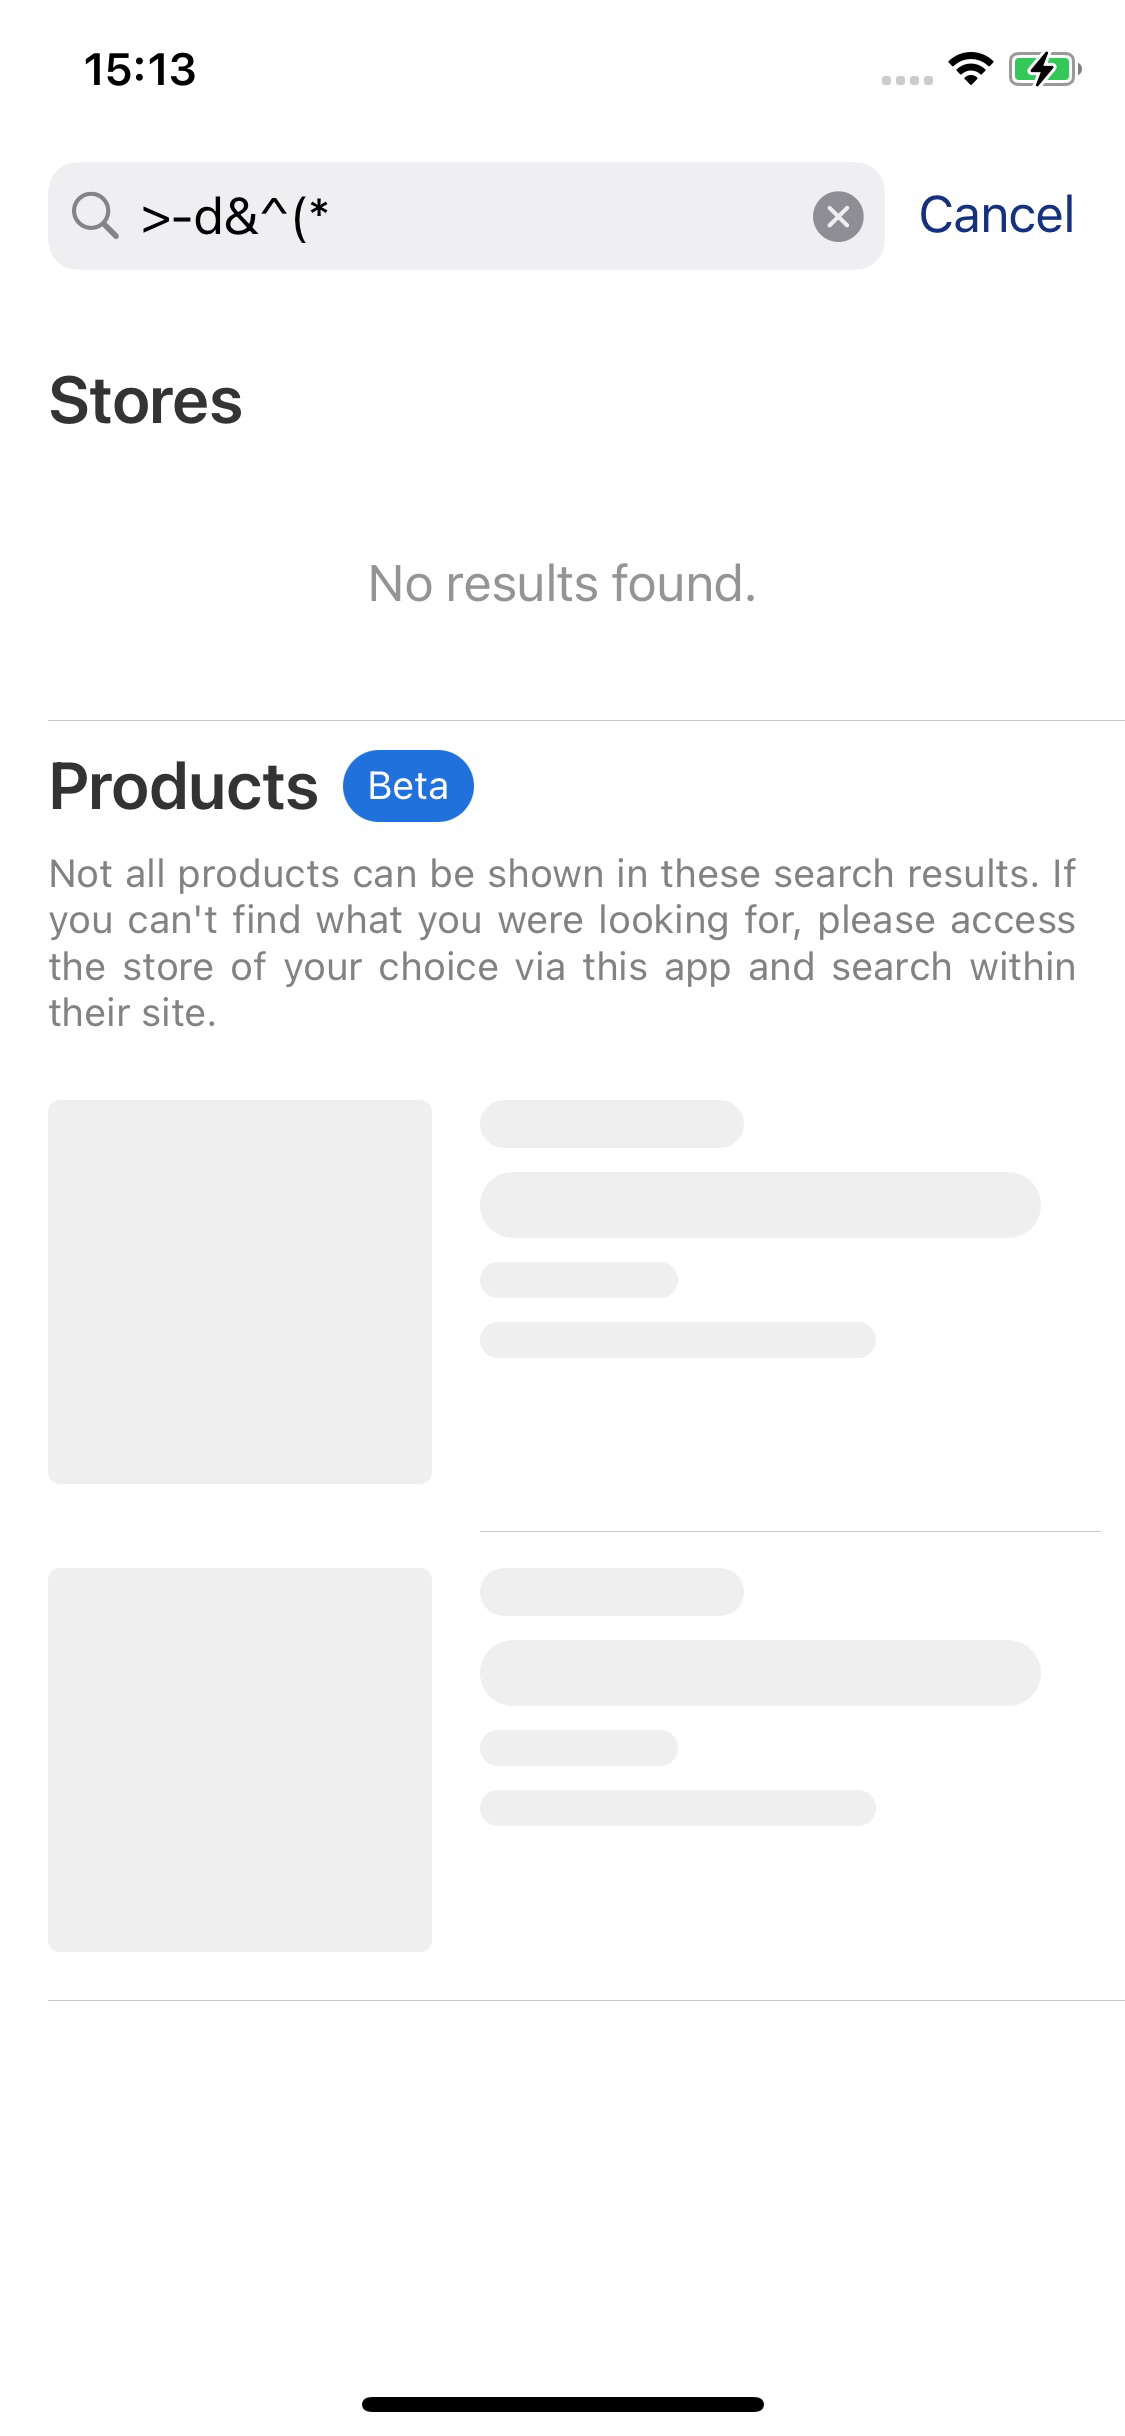 15:13
>-d&^(*
Cancel
Stores
No results found.
Products
Beta
Not all products can be shown in these search results. If
you can't find what you were looking for, please access
the store of your choice via this app and search within
their site.